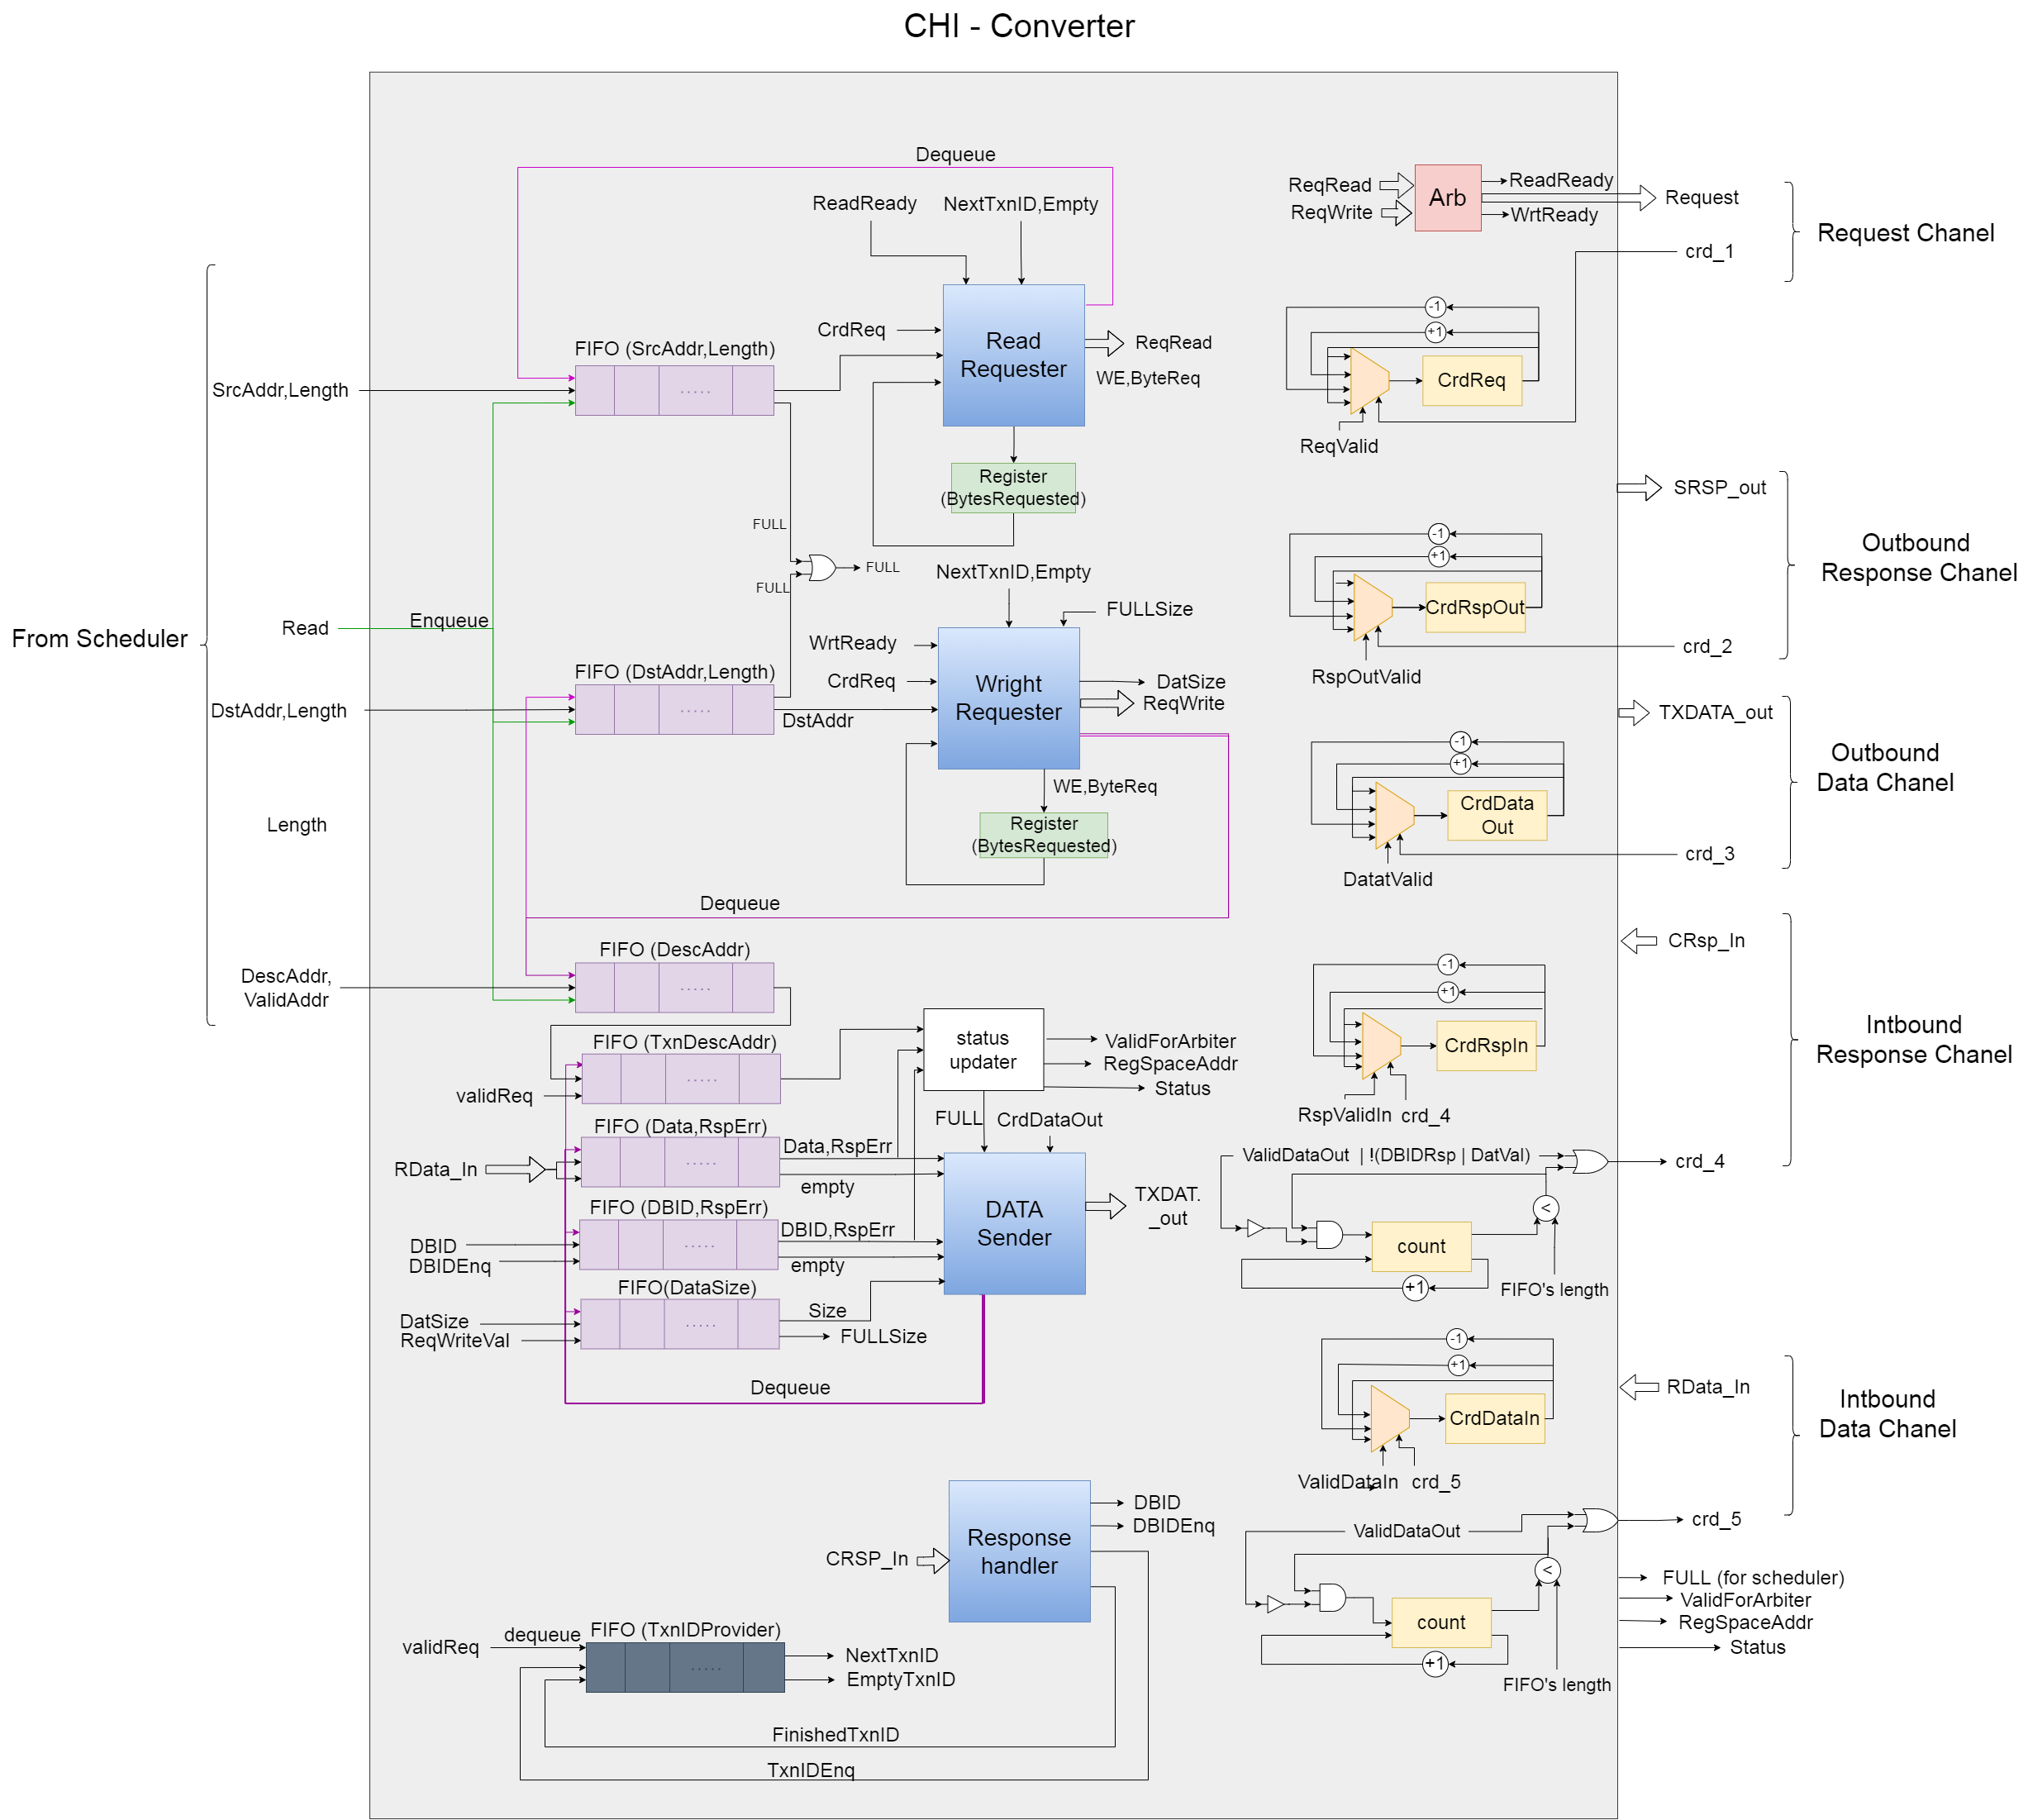 CHI - Converter
Dequeue
ReadReady
NextTxnID,Empty
CrdReq
Read
Requester
ReqRead
WE,ByteReq
FIFO (SrcAddr,Length)
.....
SrcAddr,Length
Register
(BytesRequested)
FULL
FULL
FULL
From Scheduler
Read
Enqueue
NextTxnID,Empty
FULLSize
WrtReady
CrdReq
Wright
Requester
DatSize
ReqWrite
FIFO (DstAddr,Length)
.....
DstAddr,Length
DstAddr
WE,ByteReq
Register
(BytesRequested)
Length
Dequeue
FIFO (DescAddr)
.....
DescAddr,
ValidAddr
FIFO (TxnDescAddr)
.....
validReq
status
updater
ValidForArbiter
RegSpaceAddr
Status
FULL
CrdDataOut
FIFO (Data,RspErr)
.....
RData_In
Data,RspErr
empty
FIFO (DBID,RspErr)
.....
DBID
DBIDEnq
DBID,RspErr
empty
DATA
Sender
TXDAT.
_out
FIFO(DataSize)
.....
DatSize
ReqWriteVal
Size
FULLSize
Dequeue
CRSP_In
Response
handler
DBID
DBIDEnq
FIFO (TxnIDProvider)
.....
validReq
dequeue
NextTxnID
EmptyTxnID
FinishedTxnID
TxnIDEnq
ReqRead
ReqWrite
Arb
ReadReady
WrtReady
Request
crd_1
Request Chanel
-1
+1
CrdReq
ReqValid
SRSP_out
-1
+1
CrdRspOut
RspOutValid
crd_2
Outbound
Response Chanel
TXDATA_out
-1
+1
CrdData
Out
DatatValid
crd_3
Outbound
Data Chanel
CRsp_In
-1
+1
CrdRspIn
RspValidIn
crd_4
Intbound
Response Chanel
ValidDataOut | !(DBIDRsp | DatVal)
crd_4
<
count
+1
FIFO's length
-1
+1
CrdDataIn
ValidDataIn
crd_5
RData_In
Intbound
Data Chanel
ValidDataOut
crd_5
<
count
+1
FIFO's length
FULL (for scheduler)
ValidForArbiter
RegSpaceAddr
Status